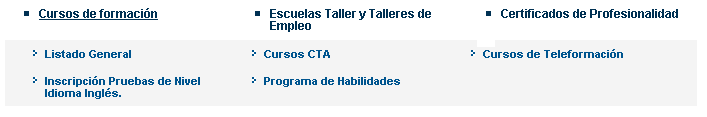 Cursos de formación
Escuelas Taller y Talleres de
Empleo
Certificados de Profesionalidad
Listado General
Cursos CTA
Cursos de Teleformación
Inscripción Pruebas de Nivel
Idioma Inglés.
Programa de Habilidades